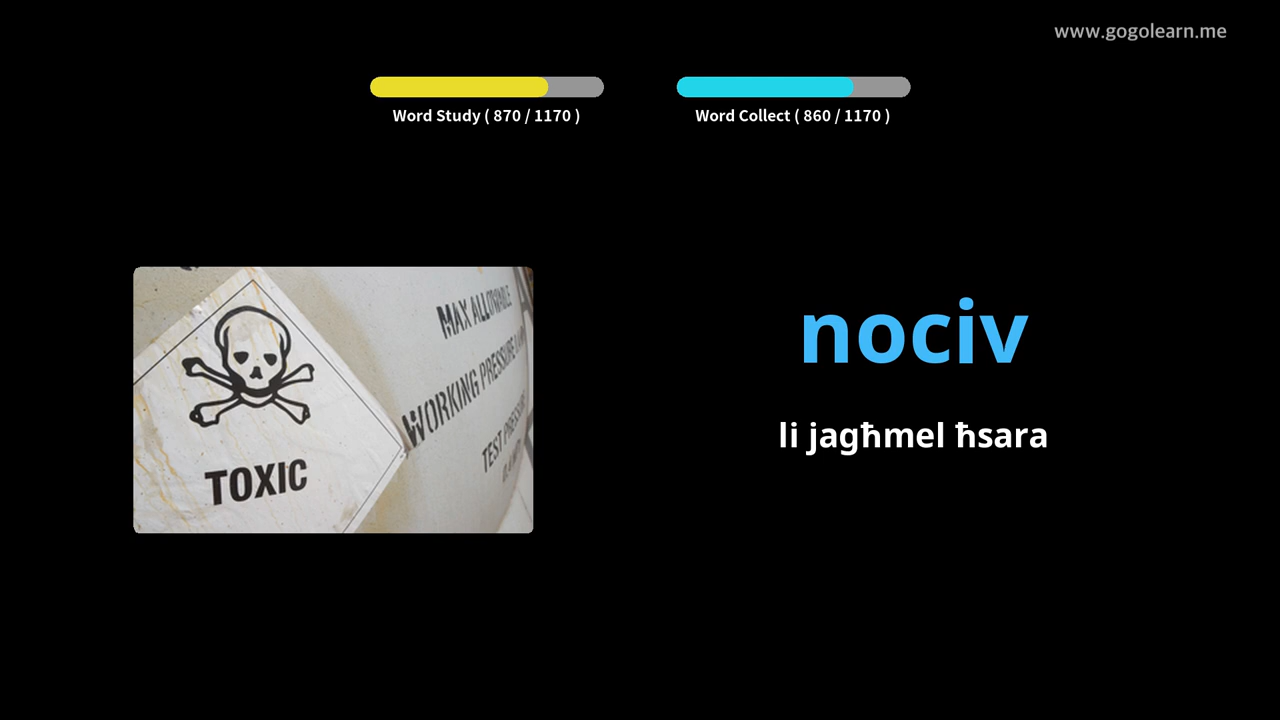 www.gogolearn.me
Word Study ( 870 / 1170 )
Word Collect ( 860 / 1170 )
nociv
li jagħmel ħsara
MAX ALLOWABLE
WORKING PRESSURE
TEST PRESSURE
TOXIC